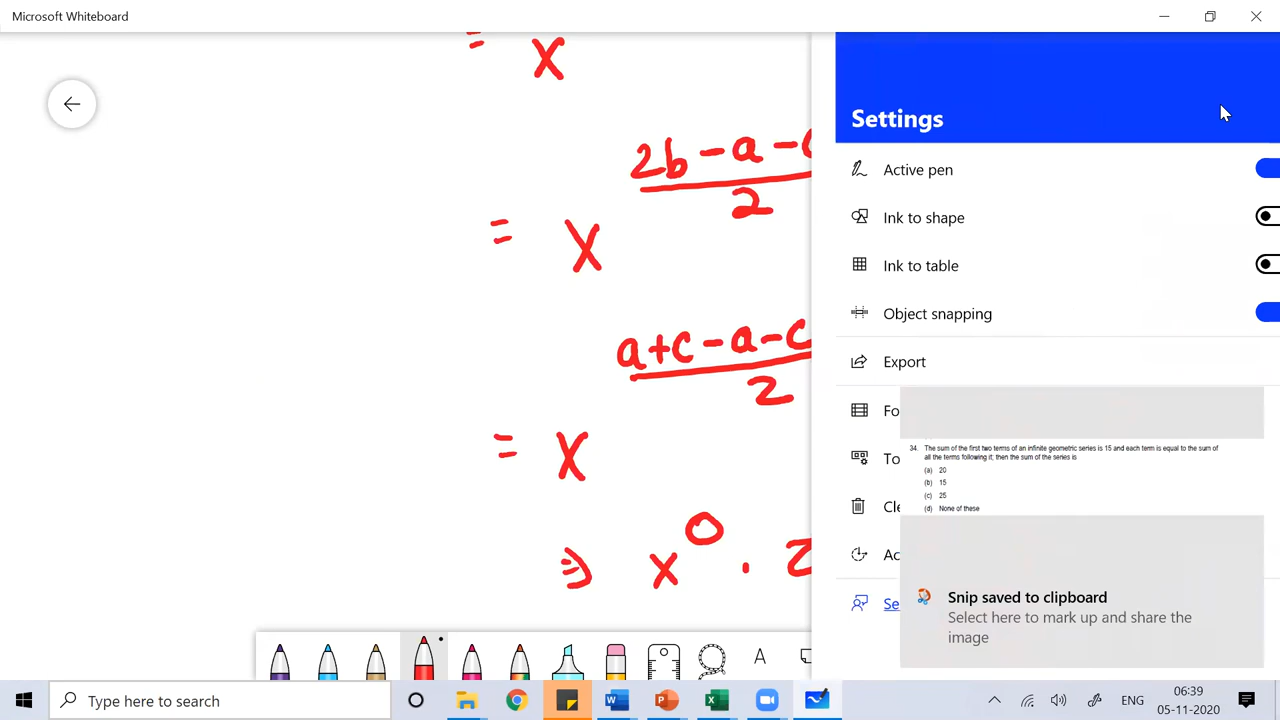 Microsoft Whiteboard
= x
Settings
Active pen
2b - a -
2
= x
Ink to shape
Ink to table
Object snapping
a+c - a - c
2
Export
Fo
34. The sum of the first two terms of an infinite geometric series is 15 and each term is equal to the sum of
all the terms following it; then the sum of the series is
(a) 20
(b) 15
(c) 25
(d) None of these
= x
To
Cle
⇒ x⁰ . 2
Ac
Se
Snip saved to clipboard
Select here to mark up and share the
image
A
Type here to search
ENG
06:39
05-11-2020